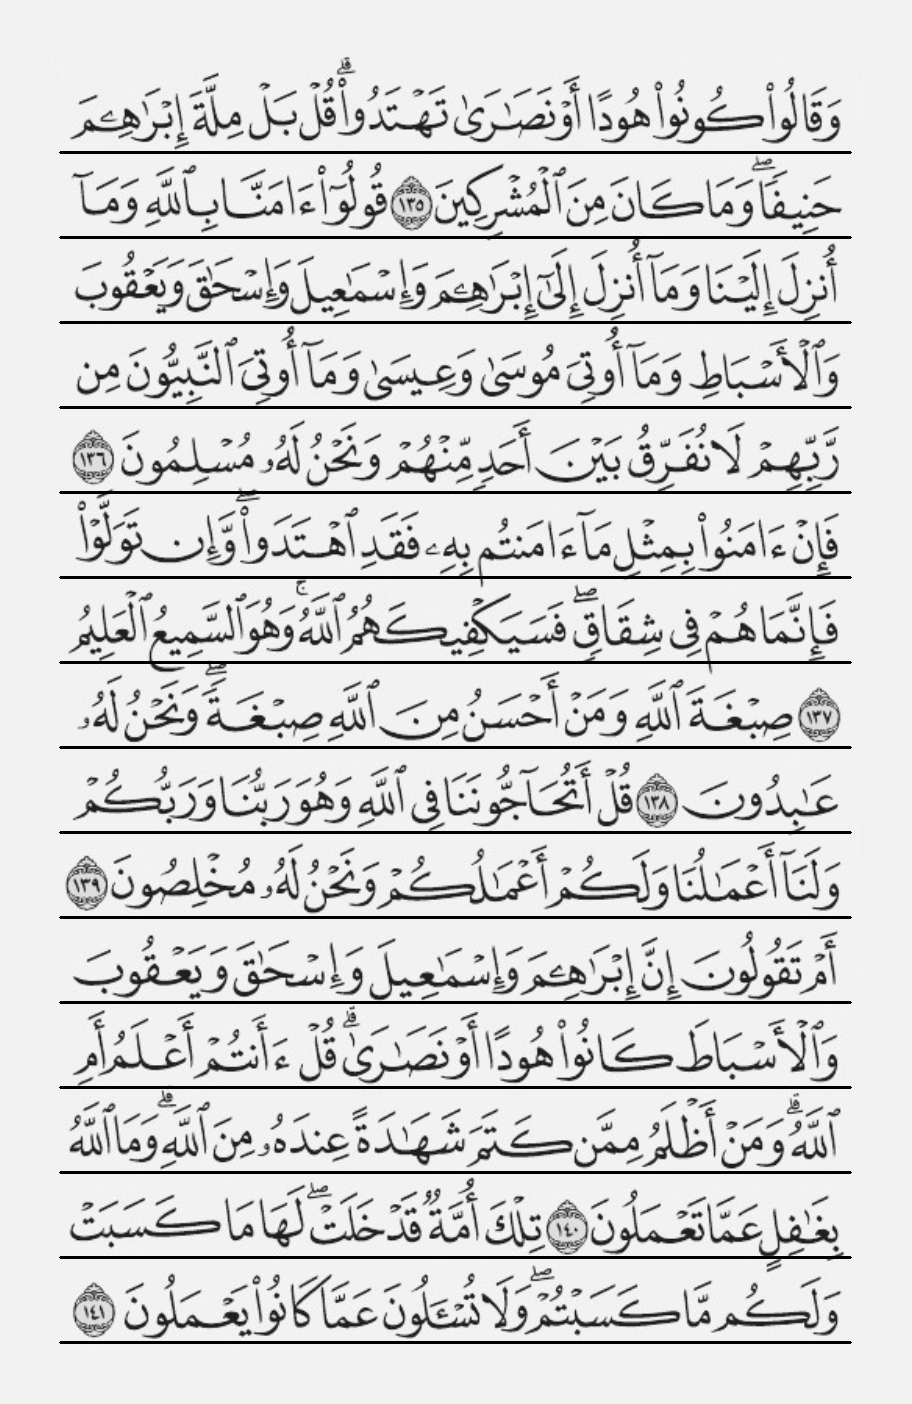 وَقَالُوا۟ كُونُوا۟ هُودًا أَوْ نَصَـٰرَىٰ تَهْتَدُوا۟ ۗ قُلْ بَلْ مِلَّةَ إِبْرَٰهِـۧمَ
حَنِيفًا ۖ وَمَا كَانَ مِنَ ٱلْمُشْرِكِينَ ١٣٥ قُولُوٓا۟ ءَامَنَّا بِٱللَّهِ وَمَآ
أُنزِلَ إِلَيْنَا وَمَآ أُنزِلَ إِلَىٰٓ إِبْرَٰهِـۧمَ وَإِسْمَـٰعِيلَ وَإِسْحَـٰقَ وَيَعْقُوبَ
وَٱلْأَسْبَاطِ وَمَآ أُوتِىَ مُوسَىٰ وَعِيسَىٰ وَمَآ أُوتِىَ ٱلنَّبِيُّونَ مِن
رَّبِّهِمْ لَا نُفَرِّقُ بَيْنَ أَحَدٍ مِّنْهُمْ وَنَحْنُ لَهُۥ مُسْلِمُونَ ١٣٦
فَإِنْ ءَامَنُوا۟ بِمِثْلِ مَآ ءَامَنتُم بِهِۦ فَقَدِ ٱهْتَدَوا۟ ۖ وَّإِن تَوَلَّوْا۟
فَإِنَّمَا هُمْ فِى شِقَاقٍ ۖ فَسَيَكْفِيكَهُمُ ٱللَّهُ ۚ وَهُوَ ٱلسَّمِيعُ ٱلْعَلِيمُ
١٣٧ صِبْغَةَ ٱللَّهِ وَمَنْ أَحْسَنُ مِنَ ٱللَّهِ صِبْغَةً ۖ وَنَحْنُ لَهُۥ
عَـٰبِدُونَ ١٣٨ قُلْ أَتُحَآجُّونَنَا فِى ٱللَّهِ وَهُوَ رَبُّنَا وَرَبُّكُمْ
وَلَنَآ أَعْمَـٰلُنَا وَلَكُمْ أَعْمَـٰلُكُمْ وَنَحْنُ لَهُۥ مُخْلِصُونَ ١٣٩
أَمْ تَقُولُونَ إِنَّ إِبْرَٰهِـۧمَ وَإِسْمَـٰعِيلَ وَإِسْحَـٰقَ وَيَعْقُوبَ
وَٱلْأَسْبَاطَ كَانُوا۟ هُودًا أَوْ نَصَـٰرَىٰ ۗ قُلْ ءَأَنتُمْ أَعْلَمُ أَمِ
ٱللَّهُ ۗ وَمَنْ أَظْلَمُ مِمَّن كَتَمَ شَهَـٰدَةً عِندَهُۥ مِنَ ٱللَّهِ ۗ وَمَا ٱللَّهُ
بِغَـٰفِلٍ عَمَّا تَعْمَلُونَ ١٤٠ تِلْكَ أُمَّةٌ قَدْ خَلَتْ ۖ لَهَا مَا كَسَبَتْ
وَلَكُم مَّا كَسَبْتُمْ ۖ وَلَا تُسْـَٔلُونَ عَمَّا كَانُوا۟ يَعْمَلُونَ ١٤١